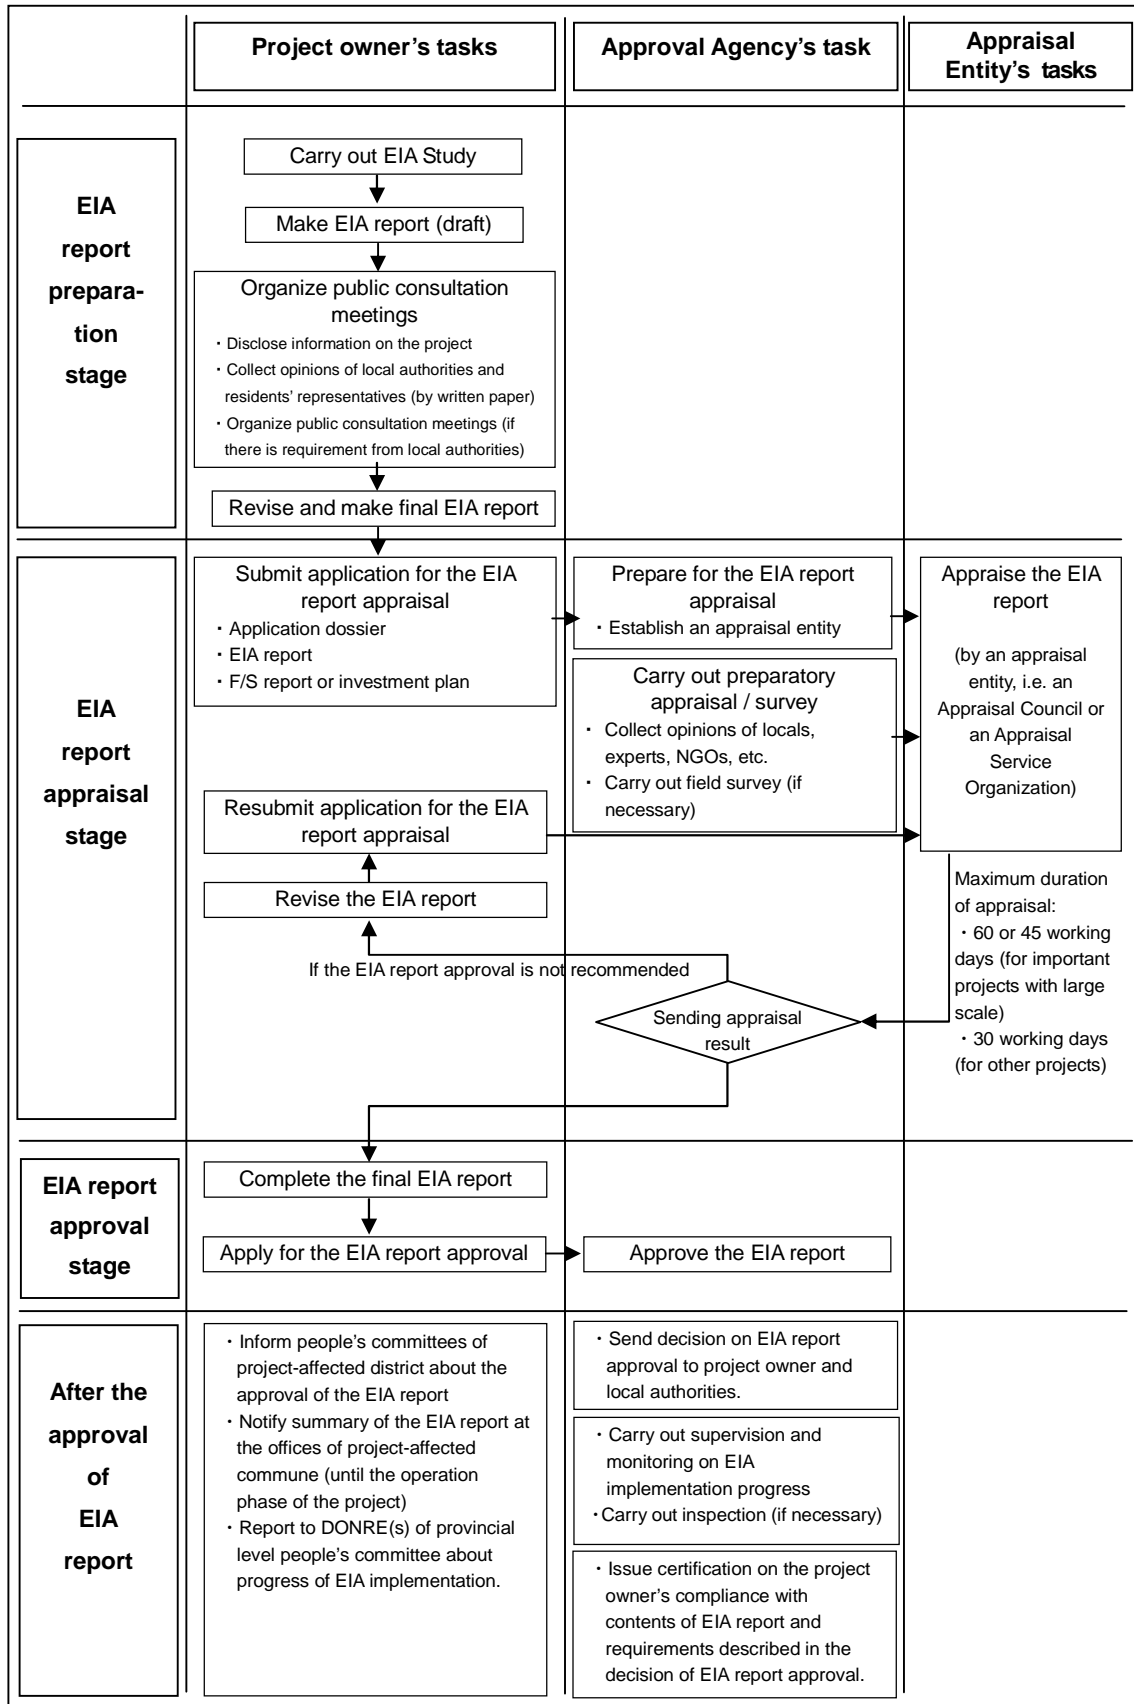 Project owner's tasks
Approval Agency's task
Appraisal
Entity's tasks
EIA
report
prepara-
tion
stage
Carry out EIA Study
Make EIA report (draft)
Organize public consultation
meetings
・Disclose information on the project
・Collect opinions of local authorities and
residents' representatives (by written paper)
・Organize public consultation meetings (if
there is requirement from local authorities)
Revise and make final EIA report
EIA
report
appraisal
stage
Submit application for the EIA
report appraisal
・Application dossier
・EIA report
・F/S report or investment plan
Prepare for the EIA report
appraisal
・Establish an appraisal entity
Carry out preparatory
appraisal / survey
・Collect opinions of locals,
experts, NGOs, etc.
・Carry out field survey (if
necessary)
Appraise the EIA
report
(by an appraisal
entity, i.e. an
Appraisal Council or
an Appraisal
Service
Organization)
Resubmit application for the EIA
report appraisal
Revise the EIA report
If the EIA report approval is not recommended
Sending appraisal
result
Maximum duration
of appraisal:
・60 or 45 working
days (for important
projects with large
scale)
・30 working days
(for other projects)
EIA report
approval
stage
Complete the final EIA report
Apply for the EIA report approval
Approve the EIA report
After the
approval
of
EIA
report
・Inform people's committees of
project-affected district about the
approval of the EIA report
・Notify summary of the EIA report at
the offices of project-affected
commune (until the operation
phase of the project)
・Report to DONRE(s) of provincial
level people's committee about
progress of EIA implementation.
・Send decision on EIA report
approval to project owner and
local authorities.
・Carry out supervision and
monitoring on EIA
implementation progress
・Carry out inspection (if necessary)
・Issue certification on the project
owner's compliance with
contents of EIA report and
requirements described in the
decision of EIA report approval.